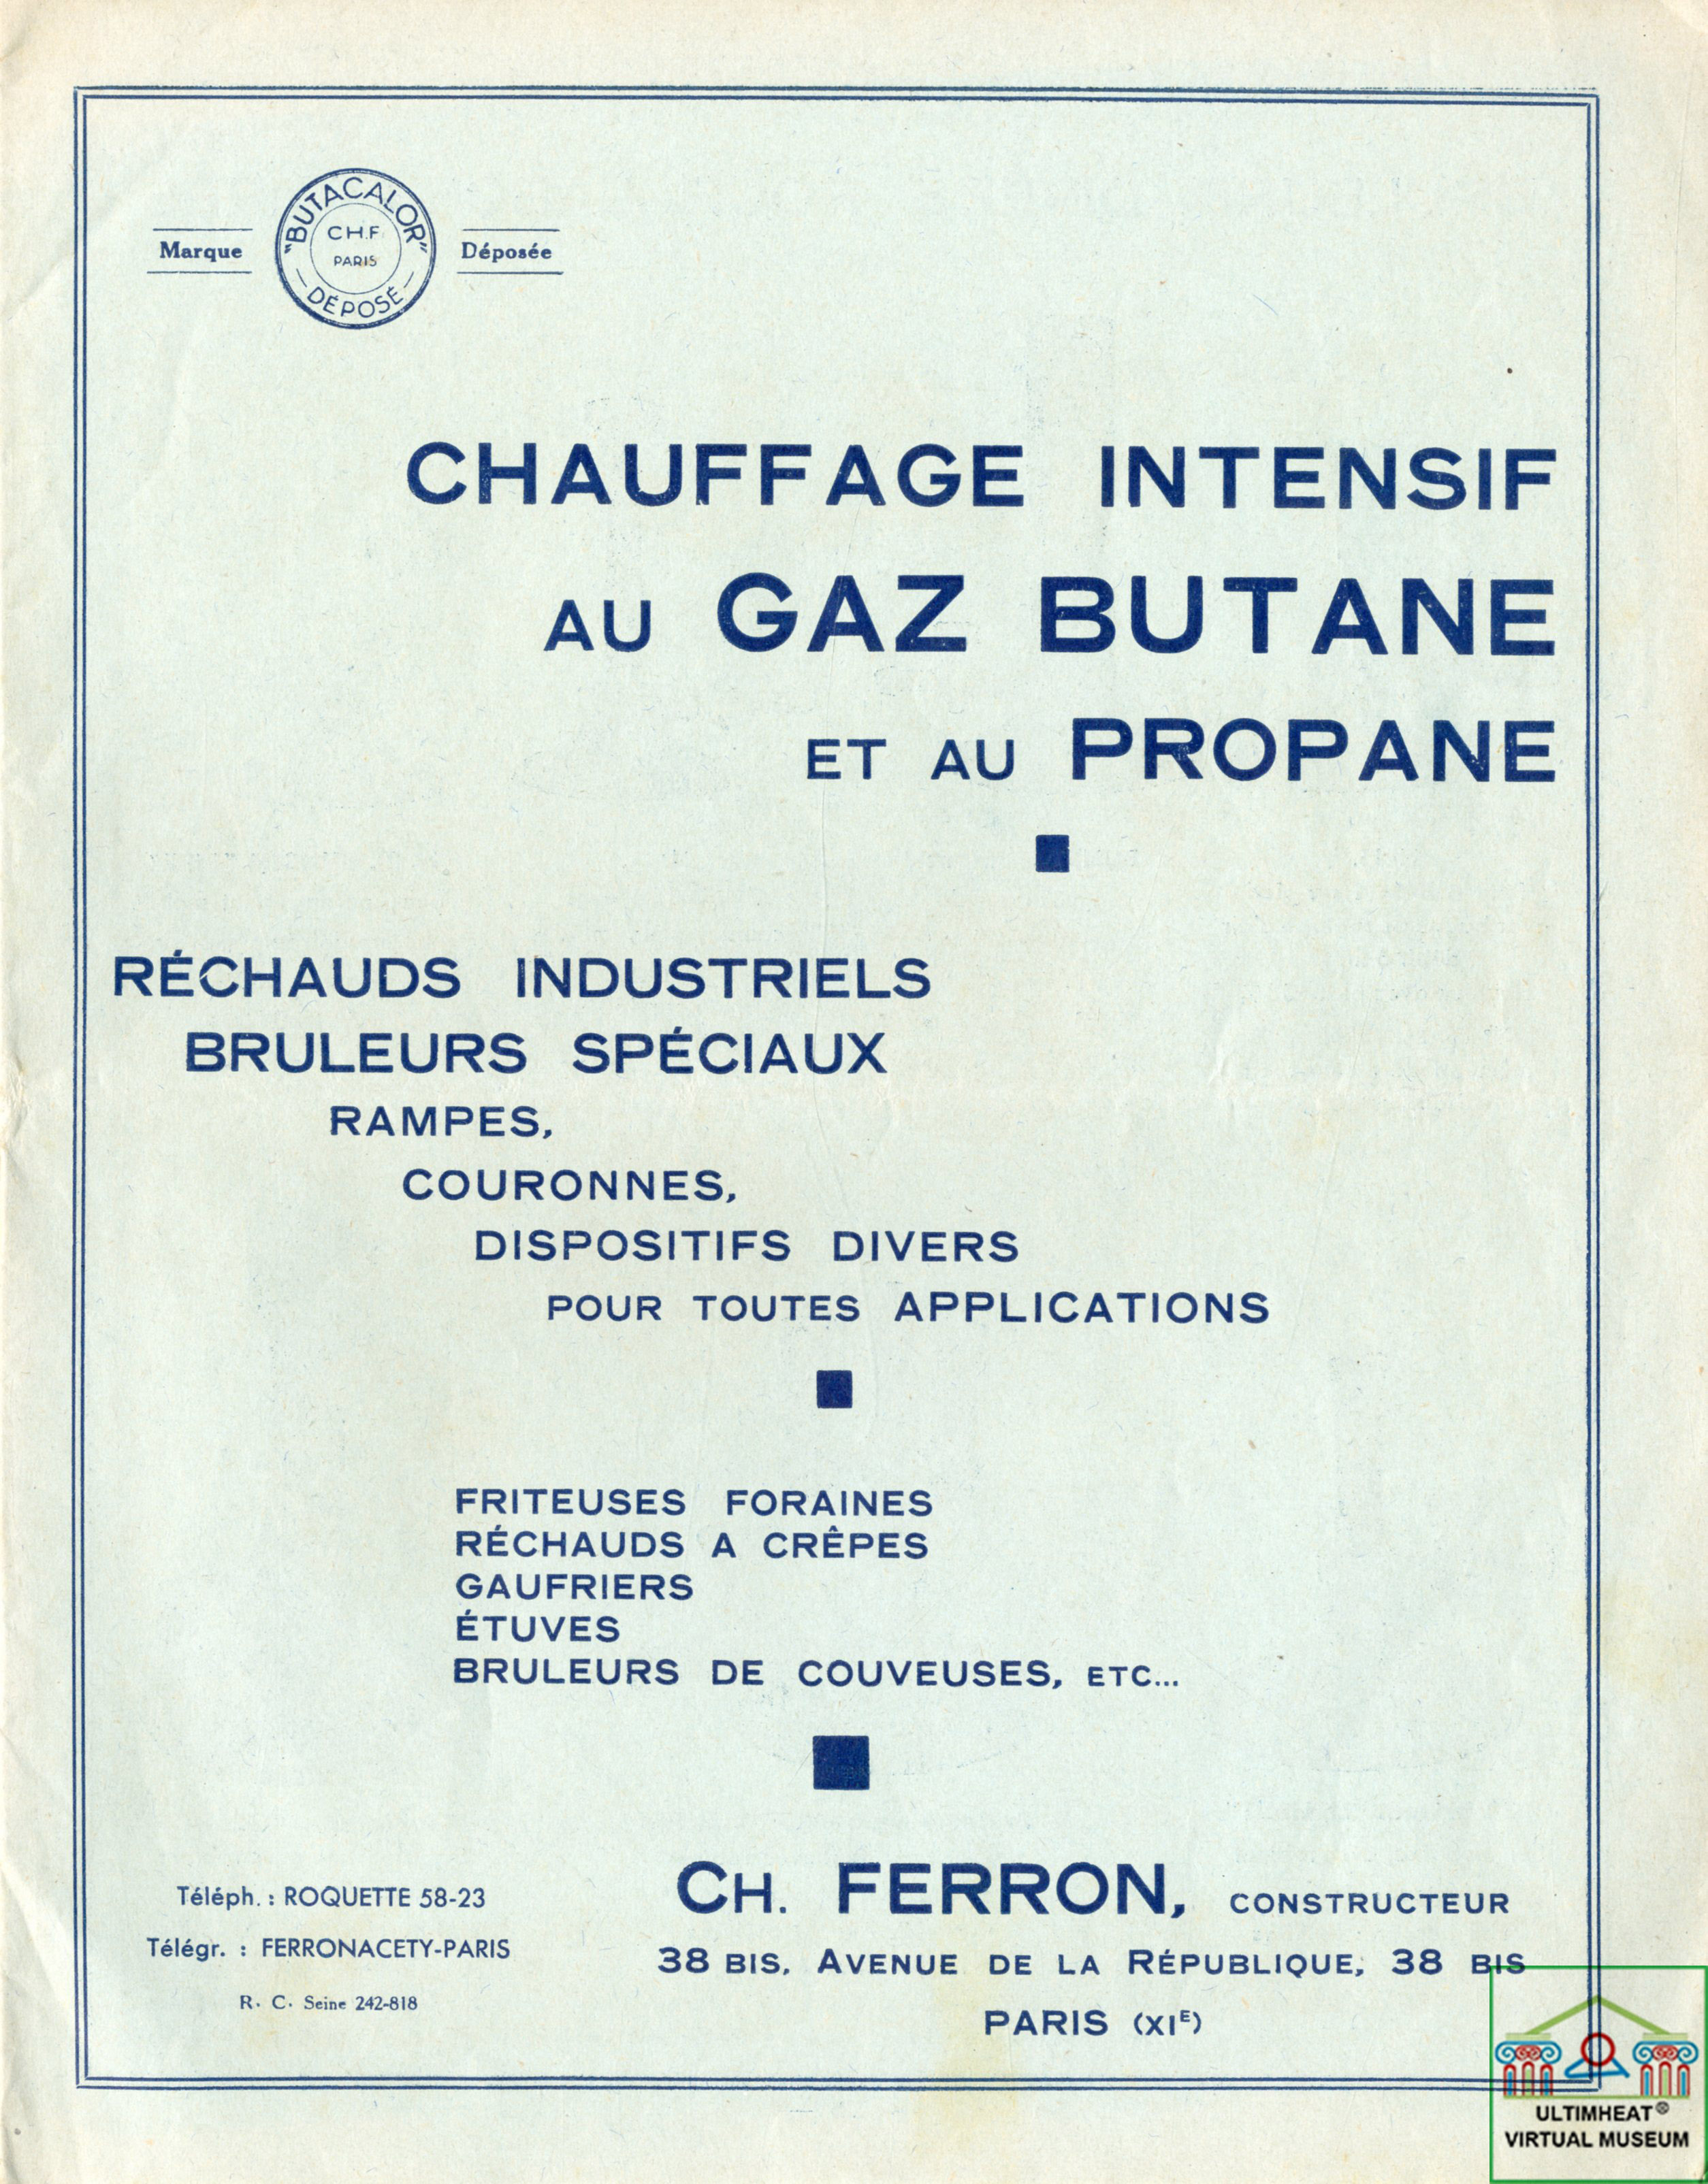 Marque
"BUTACALOR"
CH.F
PARIS
DÉPOSÉ
Déposée
CHAUFFAGE INTENSIF
AU GAZ BUTANE
ET AU PROPANE
RÉCHAUDS INDUSTRIELS
BRULEURS SPÉCIAUX
RAMPES,
COURONNES,
DISPOSITIFS DIVERS
POUR TOUTES APPLICATIONS
FRITEUSES FORAINES
RÉCHAUDS A CRÊPES
GAUFRIERS
ÉTUVES
BRULEURS DE COUVEUSES, ETC...
Téléph. : ROQUETTE 58-23
Télégr. : FERRONACETY-PARIS
R. C. Seine 242-818
CH. FERRON, CONSTRUCTEUR
38 BIS, AVENUE DE LA RÉPUBLIQUE, 38 BIS
PARIS (XIE)
ULTIMHEAT®
VIRTUAL MUSEUM